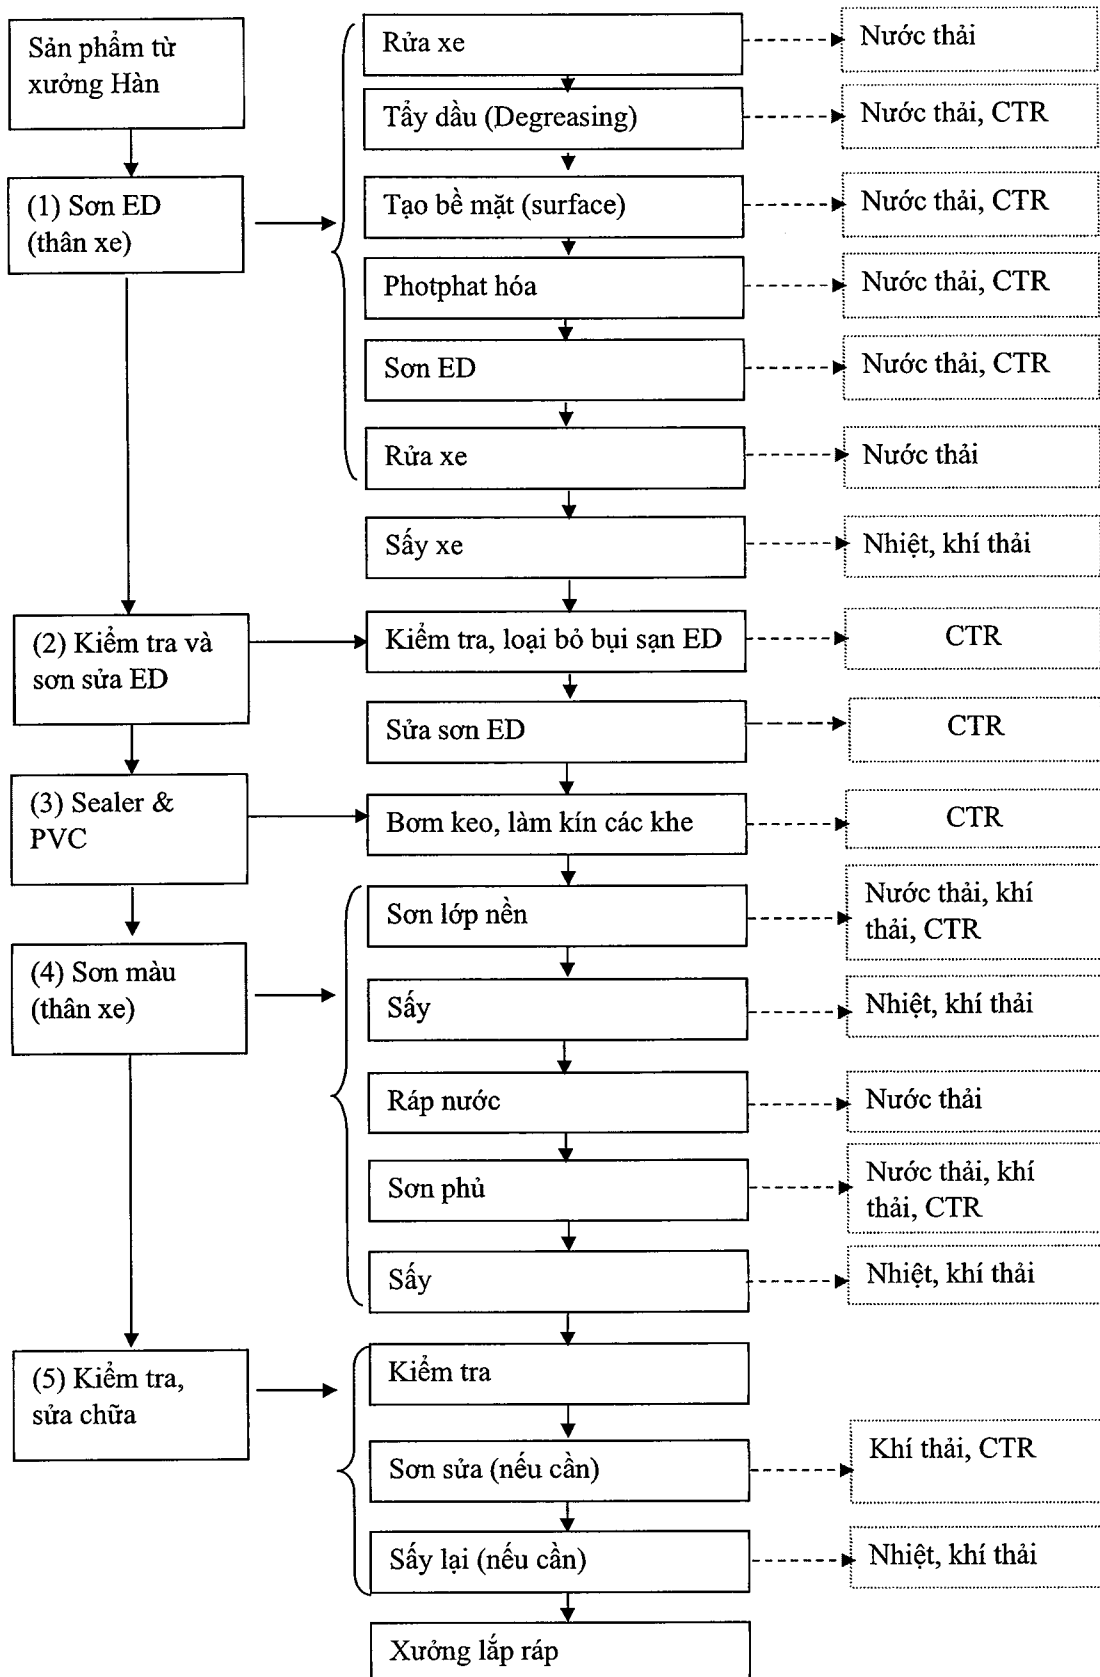 Sản phẩm từ
xưởng Hàn
Rửa xe
Nước thải
Tẩy dầu (Degreasing)
Nước thải, CTR
(1) Sơn ED
(thân xe)
Tạo bề mặt (surface)
Nước thải, CTR
Photphat hóa
Nước thải, CTR
Sơn ED
Nước thải, CTR
Rửa xe
Nước thải
Sấy xe
Nhiệt, khí thải
(2) Kiểm tra và
sơn sửa ED
Kiểm tra, loại bỏ bụi sạn ED
CTR
Sửa sơn ED
CTR
(3) Sealer &
PVC
Bơm keo, làm kín các khe
CTR
Sơn lớp nền
Nước thải, khí
thải, CTR
(4) Sơn màu
(thân xe)
Sấy
Nhiệt, khí thải
Ráp nước
Nước thải
Sơn phủ
Nước thải, khí
thải, CTR
Sấy
Nhiệt, khí thải
(5) Kiểm tra,
sửa chữa
Kiểm tra
Sơn sửa (nếu cần)
Khí thải, CTR
Sấy lại (nếu cần)
Nhiệt, khí thải
Xưởng lắp ráp